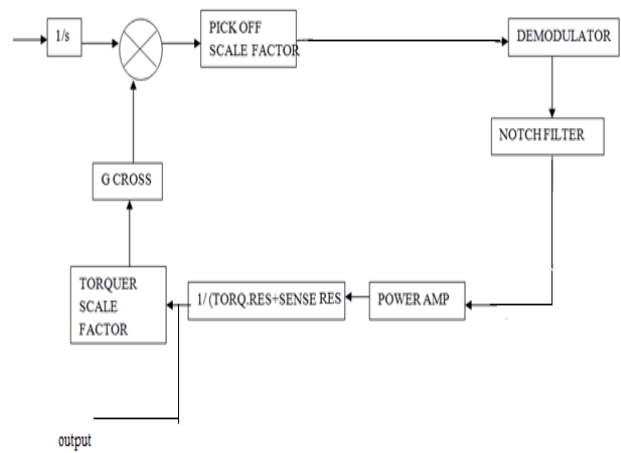 1/s
PICK OFF
SCALE FACTOR
DEMODULATOR
NOTCH FILTER
G CROSS
TORQUER
SCALE
FACTOR
1/ (TORQ.RES+SENSE RES
POWER AMP
output